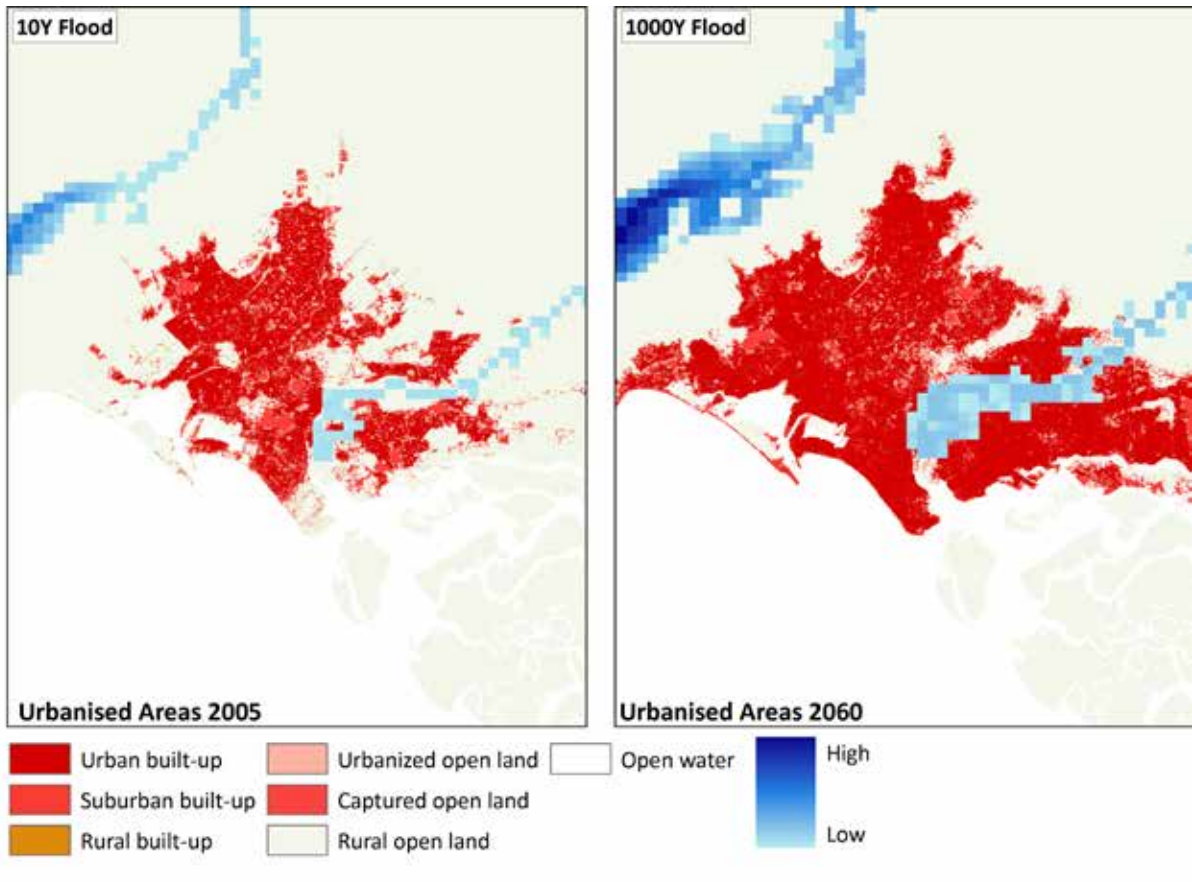 10Y Flood
Urbanised Areas 2005
1000Y Flood
Urbanised Areas 2060
Urban built-up
Suburban built-up
Rural built-up
Urbanized open land
Captured open land
Rural open land
Open water
High
Low